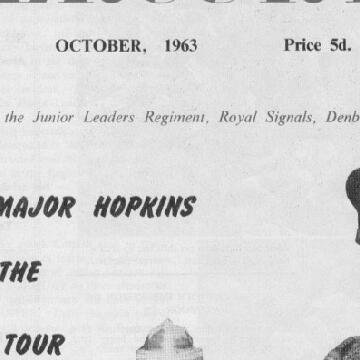 OCTOBER, 1963 Price 5d.
the Junior Leaders Regiment, Royal Signals, Denb
MAJOR HOPKINS
THE
TOUR